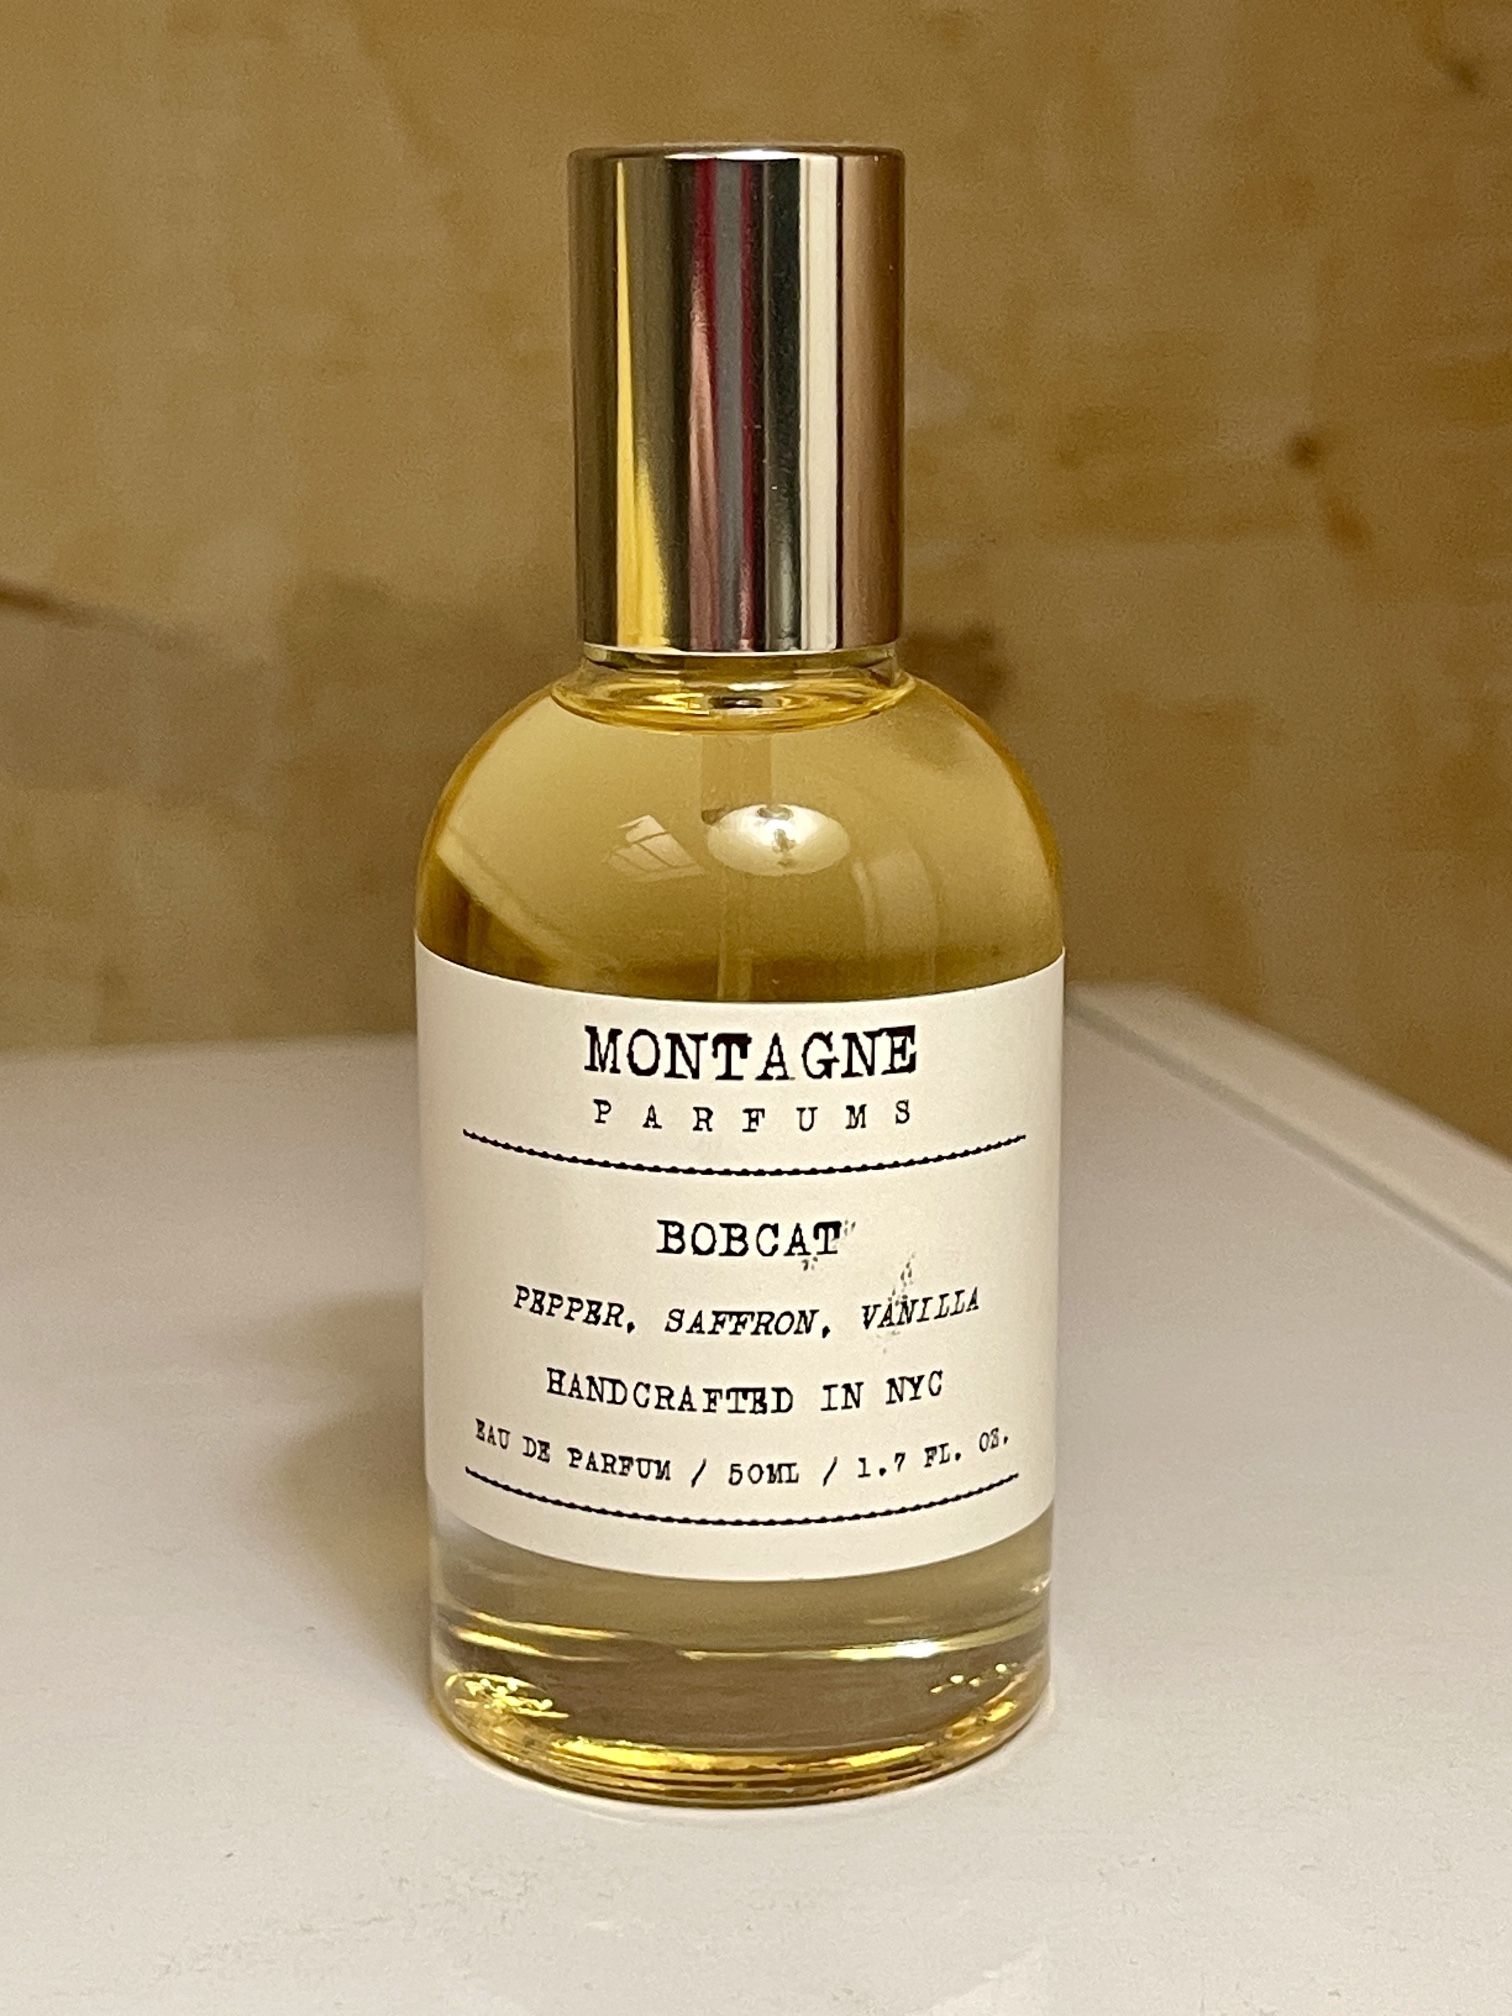 MONTAGNE
PARFUMS
BOBCAT
PEPPER, SAFFRON, VANILLA
HANDCRAFTED IN NYC
EAU DE PARFUM / 50ML / 1.7 FL. OZ.